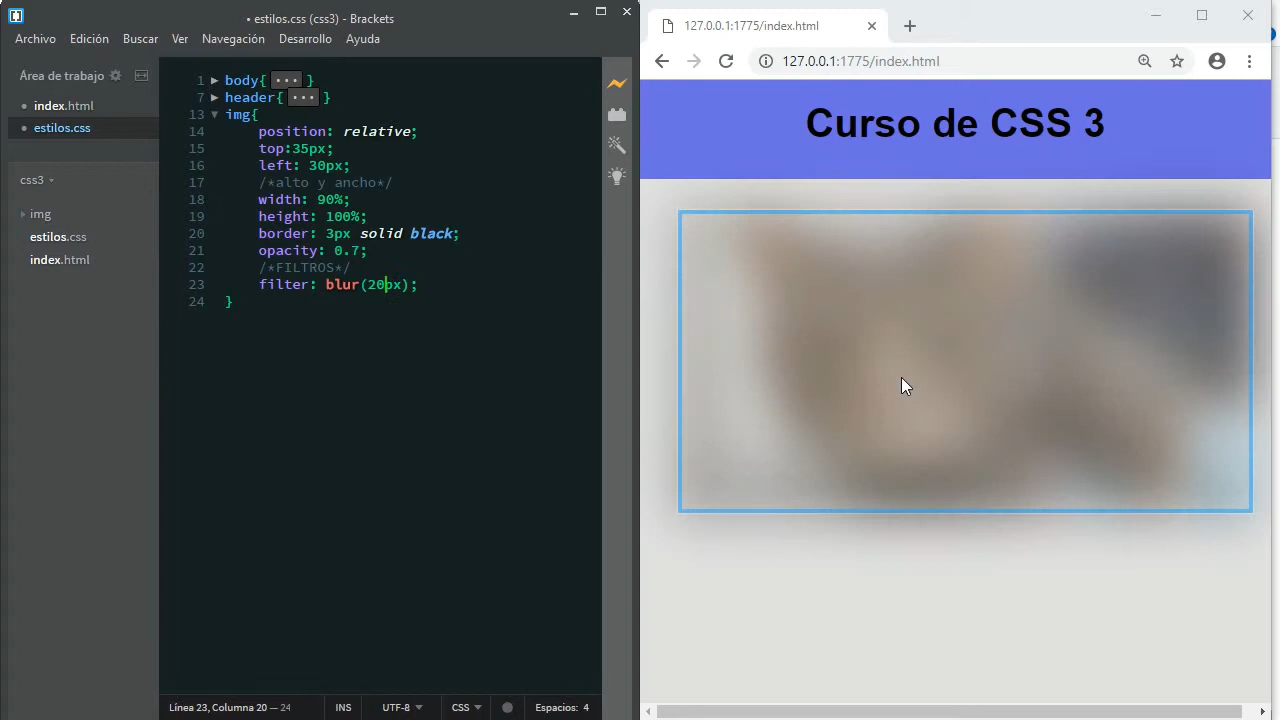 • estilos.css (css3) - Brackets
Archivo Edición Buscar Ver Navegación Desarrollo Ayuda
Área de trabajo
• index.html
• estilos.css
css3
img
estilos.css
index.html
1 body{ ... }
7 header{ ... }
13 img{
14 position: relative;
15 top:35px;
16 left: 30px;
17 /*alto y ancho*/
18 width: 90%;
19 height: 100%;
20 border: 3px solid black;
21 opacity: 0.7;
22 /*FILTROS*/
23 filter: blur(20px);
24 }
Línea 23, Columna 20 — 24 INS UTF-8 CSS Espacios: 4
127.0.0.1:1775/index.html
127.0.0.1:1775/index.html
Curso de CSS 3